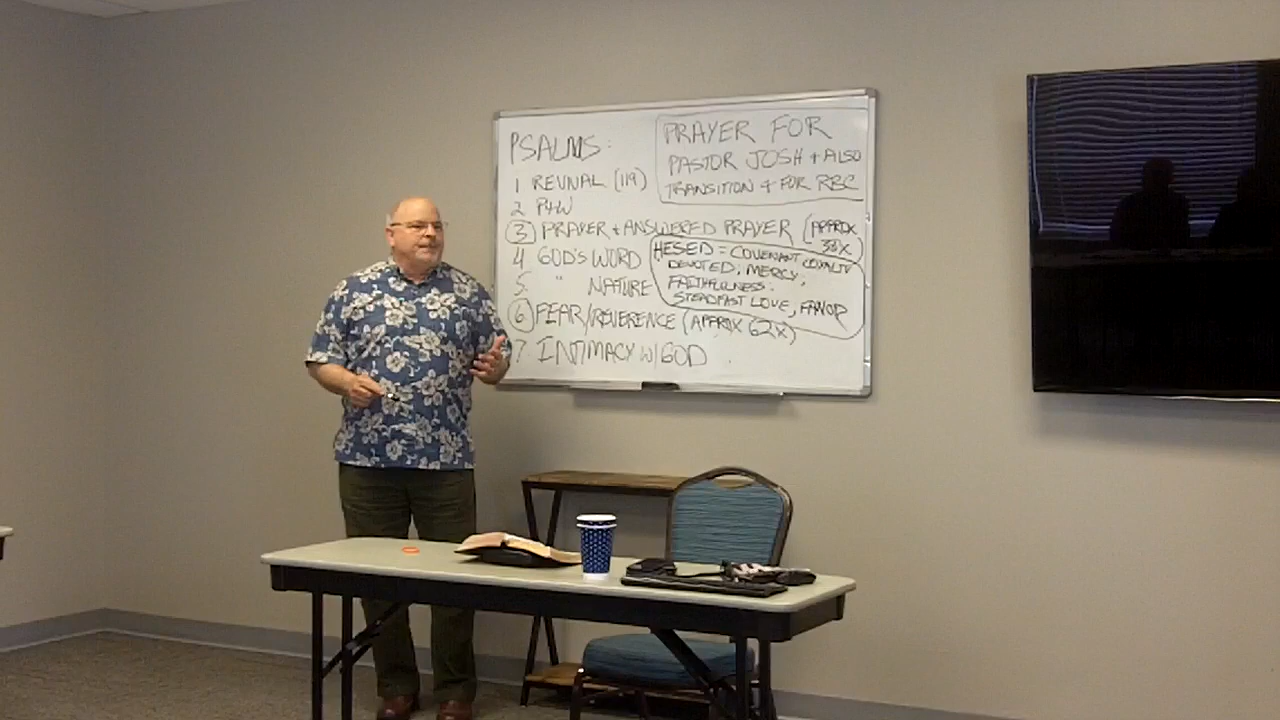 PSALMS:
1 REVIVAL (119)
2 P+W
3 PRAYER + ANSWERED PRAYER (APPROX
38X)
4 GOD'S WORD
5. " NATURE
6 FEAR/REVERENCE (APPROX 62X)
7 INTIMACY W/GOD
PRAYER FOR
PASTOR JOSH + ALSO
TRANSITION + FOR RBC
HESED = COVENANT LOYALTY
DEVOTED, MERCY,
FAITHFULNESS.
STEADFAST LOVE, FAVOR